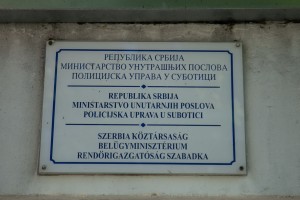 РЕПУБЛИКА СРБИЈА
МИНИСТАРСТВО УНУТРАШЊИХ ПОСЛОВА
ПОЛИЦИЈСКА УПРАВА У СУБОТИЦИ
REPUBLIKA SRBIJA
MINISTARSTVO UNUTARNJIH POSLOVA
POLICIJSKA UPRAVA U SUBOTICI
SZERBIA KÖZTÁRSASÁG
BELÜGYMINISZTÉRIUM
RENDŐRIGAZGATÓSÁG SZABADKA